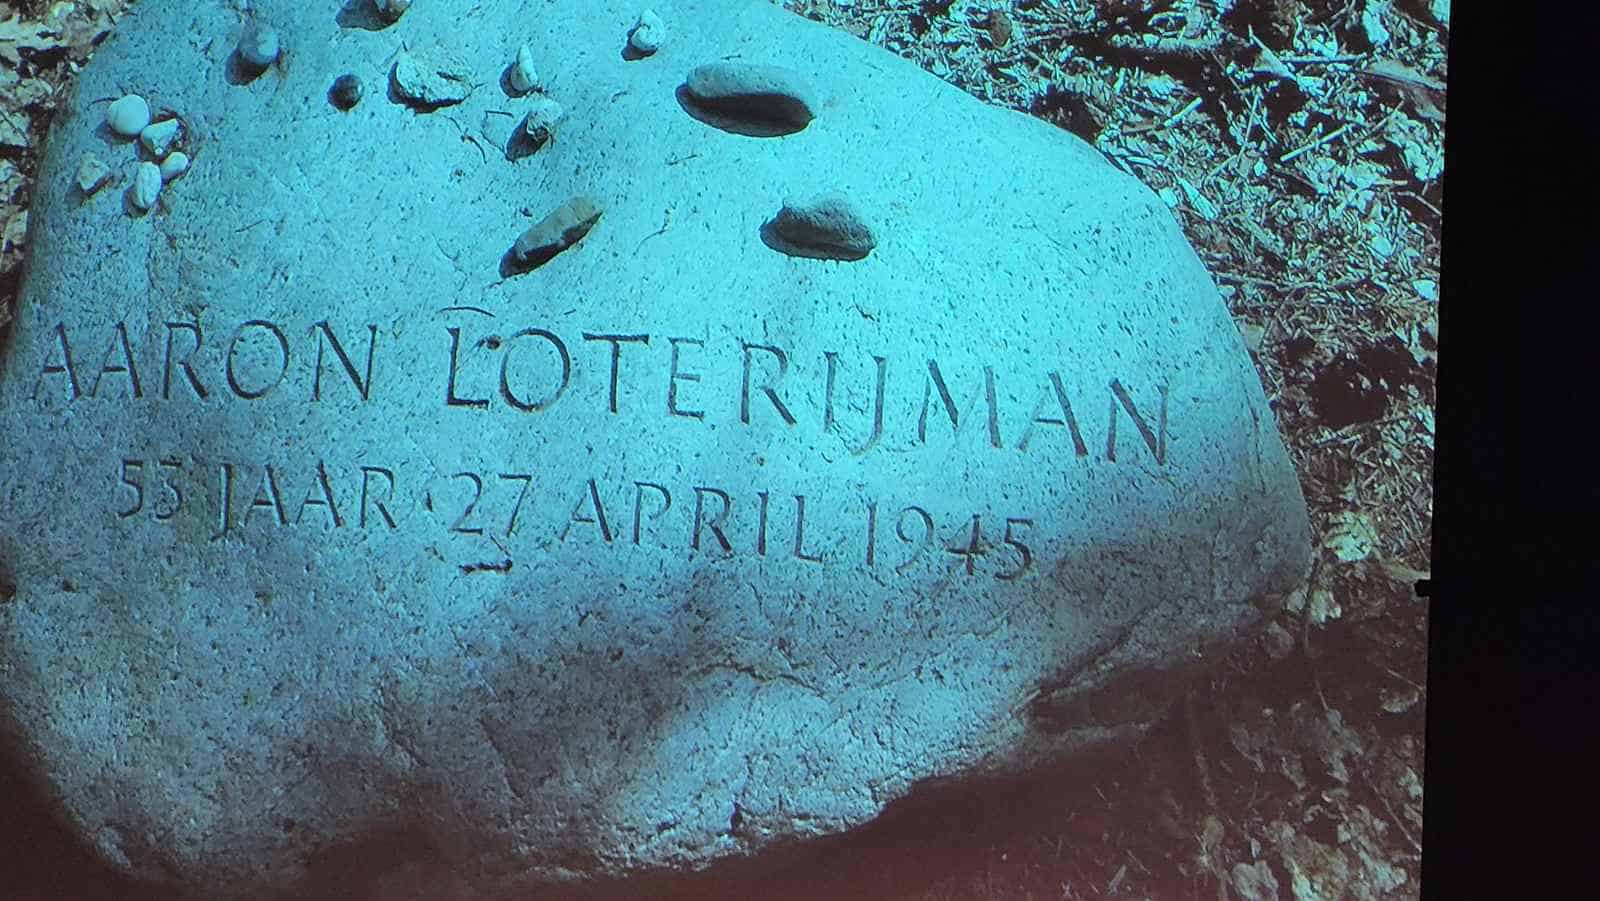 AARON LOTERIJMAN
53 JAAR · 27 APRIL 1945